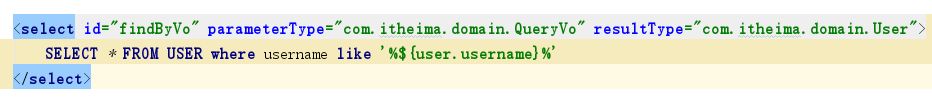 <select id="findByVo" parameterType="com.itheima.domain.QueryVo" resultType="com.itheima.domain.User">
SELECT * FROM USER where username like '%${user.username}%'
</select>